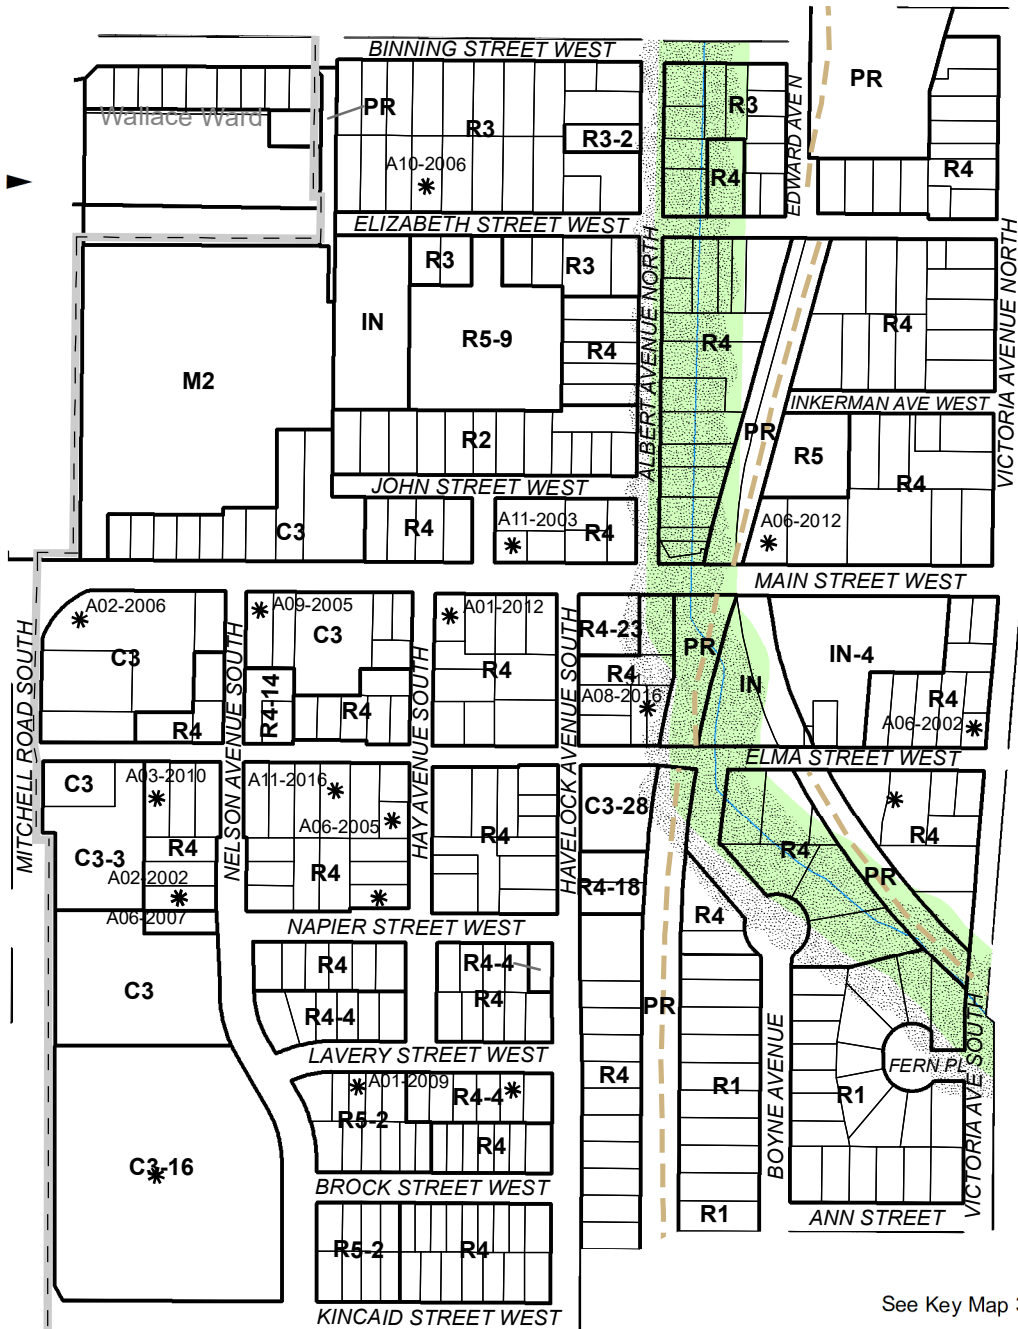 BINNING STREET WEST
Wallace Ward
PR
R3
R3-2
R3
EDWARD AVE N
PR
R4
R4
A10-2006
ELIZABETH STREET WEST
R3
R3
IN
R5-9
R4
M2
ALBERT AVENUE NORTH
R4
R4
VICTORIA AVENUE NORTH
INKERMAN AVE WEST
PR
R5
R4
R2
JOHN STREET WEST
C3
R4
A11-2003
R4
A06-2012
MAIN STREET WEST
A02-2006
C3
R4
MITCHELL ROAD SOUTH
NELSON AVENUE SOUTH
A09-2005
C3
R4-14
R4
HAY AVENUE SOUTH
A01-2012
R4
HAVELOCK AVENUE SOUTH
R4-23
R4
A08-2016
PR
IN
IN-4
R4
A06-2002
ELMA STREET WEST
C3
A03-2010
C3-3
R4
A02-2002
A06-2007
A11-2016
A06-2005
R4
R4
C3-28
R4-18
R4
R4
PR
R4
NAPIER STREET WEST
C3
R4
R4-4
R4-4
R4
LAVERY STREET WEST
PR
R4
R1
BOYNE AVENUE
R1
FERN PL
VICTORIA AVE SOUTH
A01-2009
R4-4
R5-2
R4
C3-16
BROCK STREET WEST
R1
ANN STREET
R5-2
R4
KINCAID STREET WEST
See Key Map